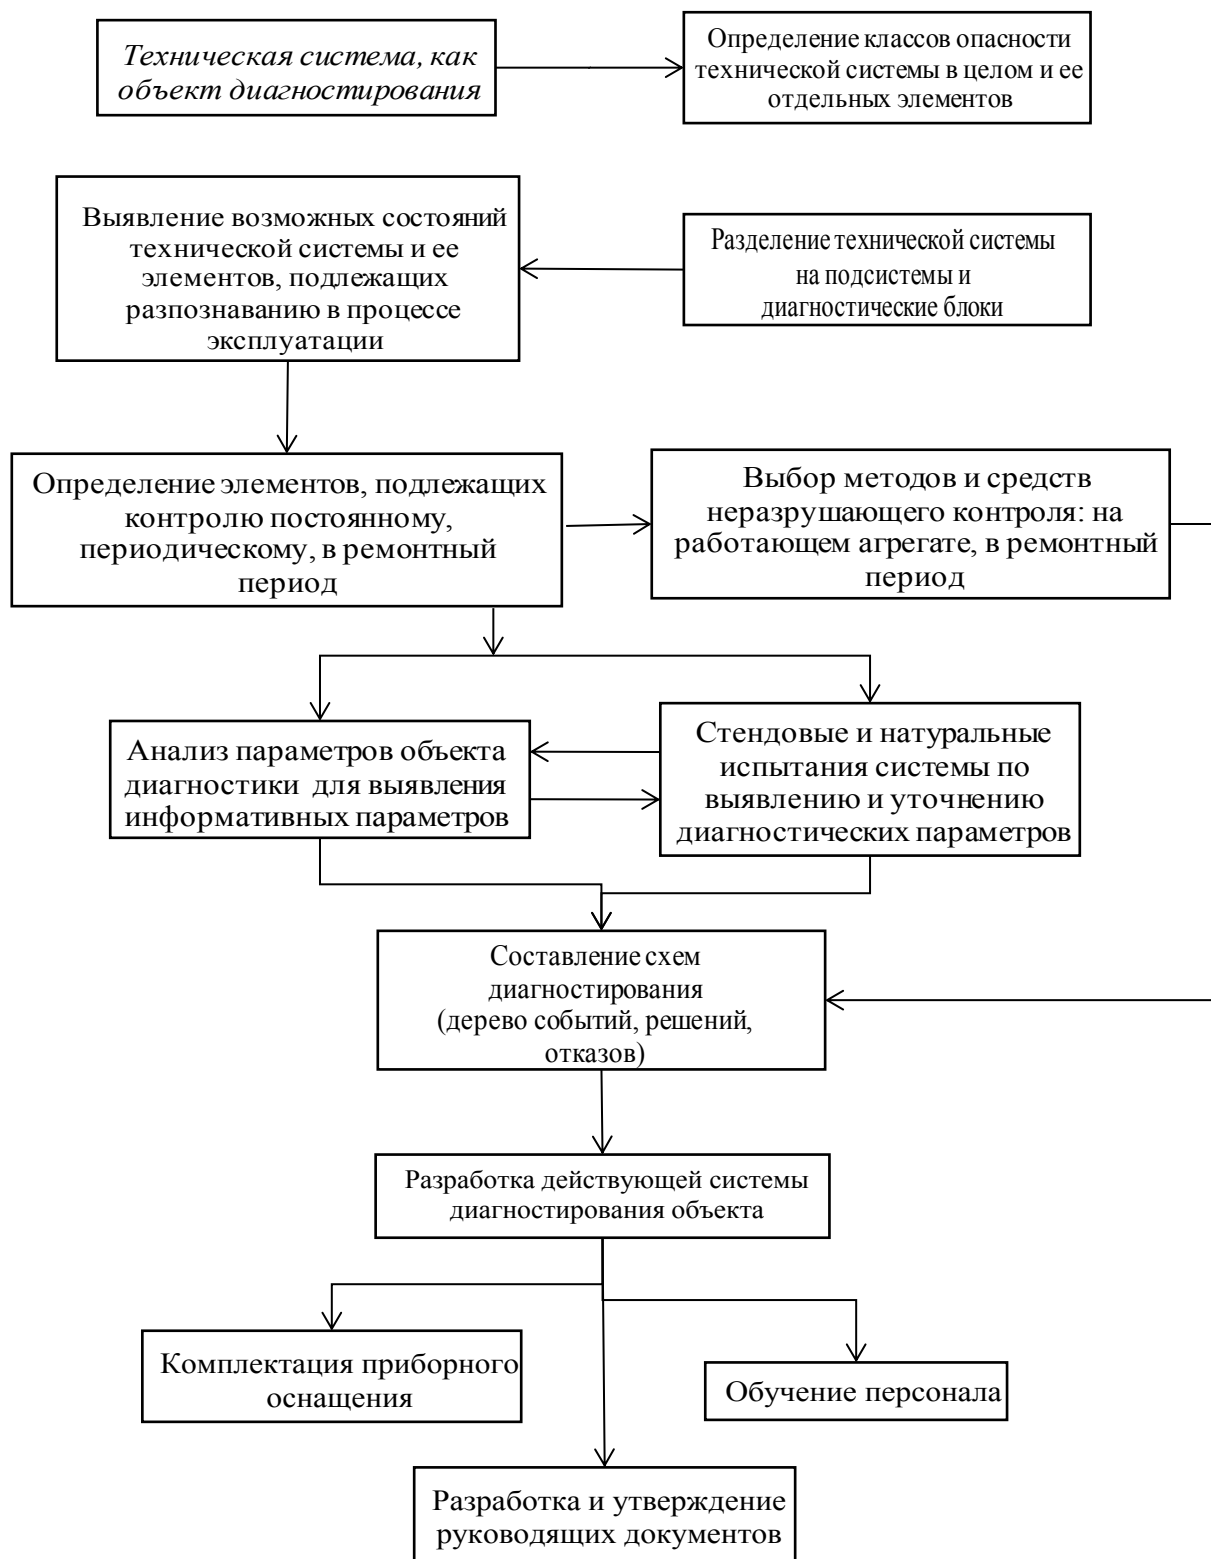 Техническая система, как
объект диагностирования
Определение классов опасности
технической системы в целом и ее
отдельных элементов
Выявление возможных состояний
технической системы и ее
элементов, подлежащих
разпознаванию в процессе
эксплуатации
Разделение технической системы
на подсистемы и
диагностические блоки
Определение элементов, подлежащих
контролю постоянному,
периодическому, в ремонтный
период
Выбор методов и средств
неразрушающего контроля: на
работающем агрегате, в ремонтный
период
Анализ параметров объекта
диагностики для выявления
информативных параметров
Стендовые и натуральные
испытания системы по
выявлению и уточнению
диагностических параметров
Составление схем
диагностирования
(дерево событий, решений,
отказов)
Разработка действующей системы
диагностирования объекта
Комплектация приборного
оснащения
Обучение персонала
Разработка и утверждение
руководящих документов